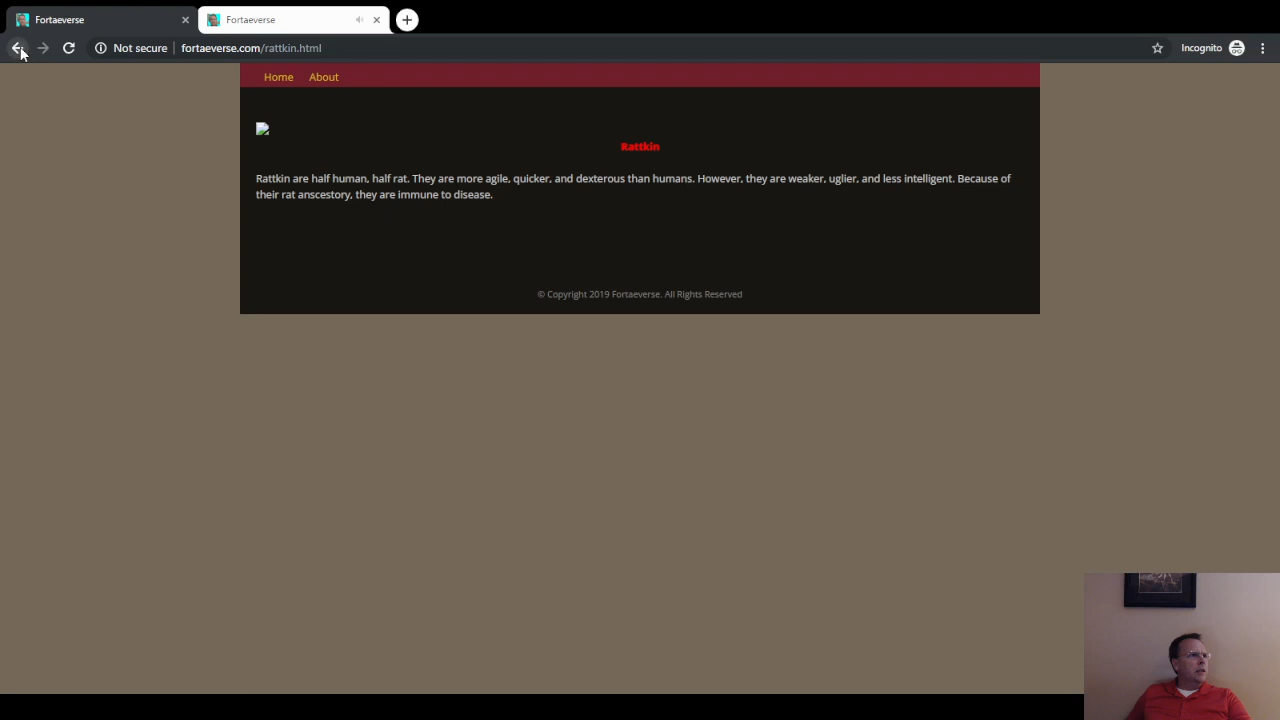 Fortaeverse
Fortaeverse
Not secure
fortaeverse.com/rattkin.html
Incognito
Home About
Rattkin
Rattkin are half human, half rat. They are more agile, quicker, and dexterous than humans. However, they are weaker, uglier, and less intelligent. Because of
their rat anscestory, they are immune to disease.
© Copyright 2019 Fortaeverse. All Rights Reserved